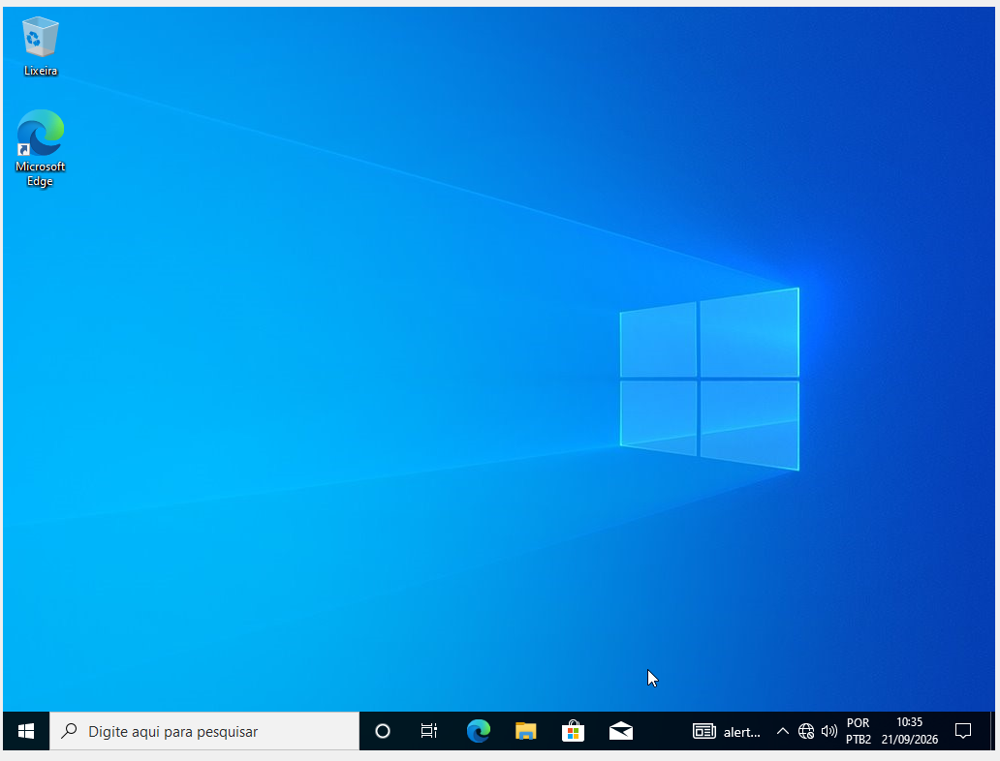 Lixeira
Microsoft
Edge
Digite aqui para pesquisar
alert...
POR
PTB2
10:35
21/09/2026